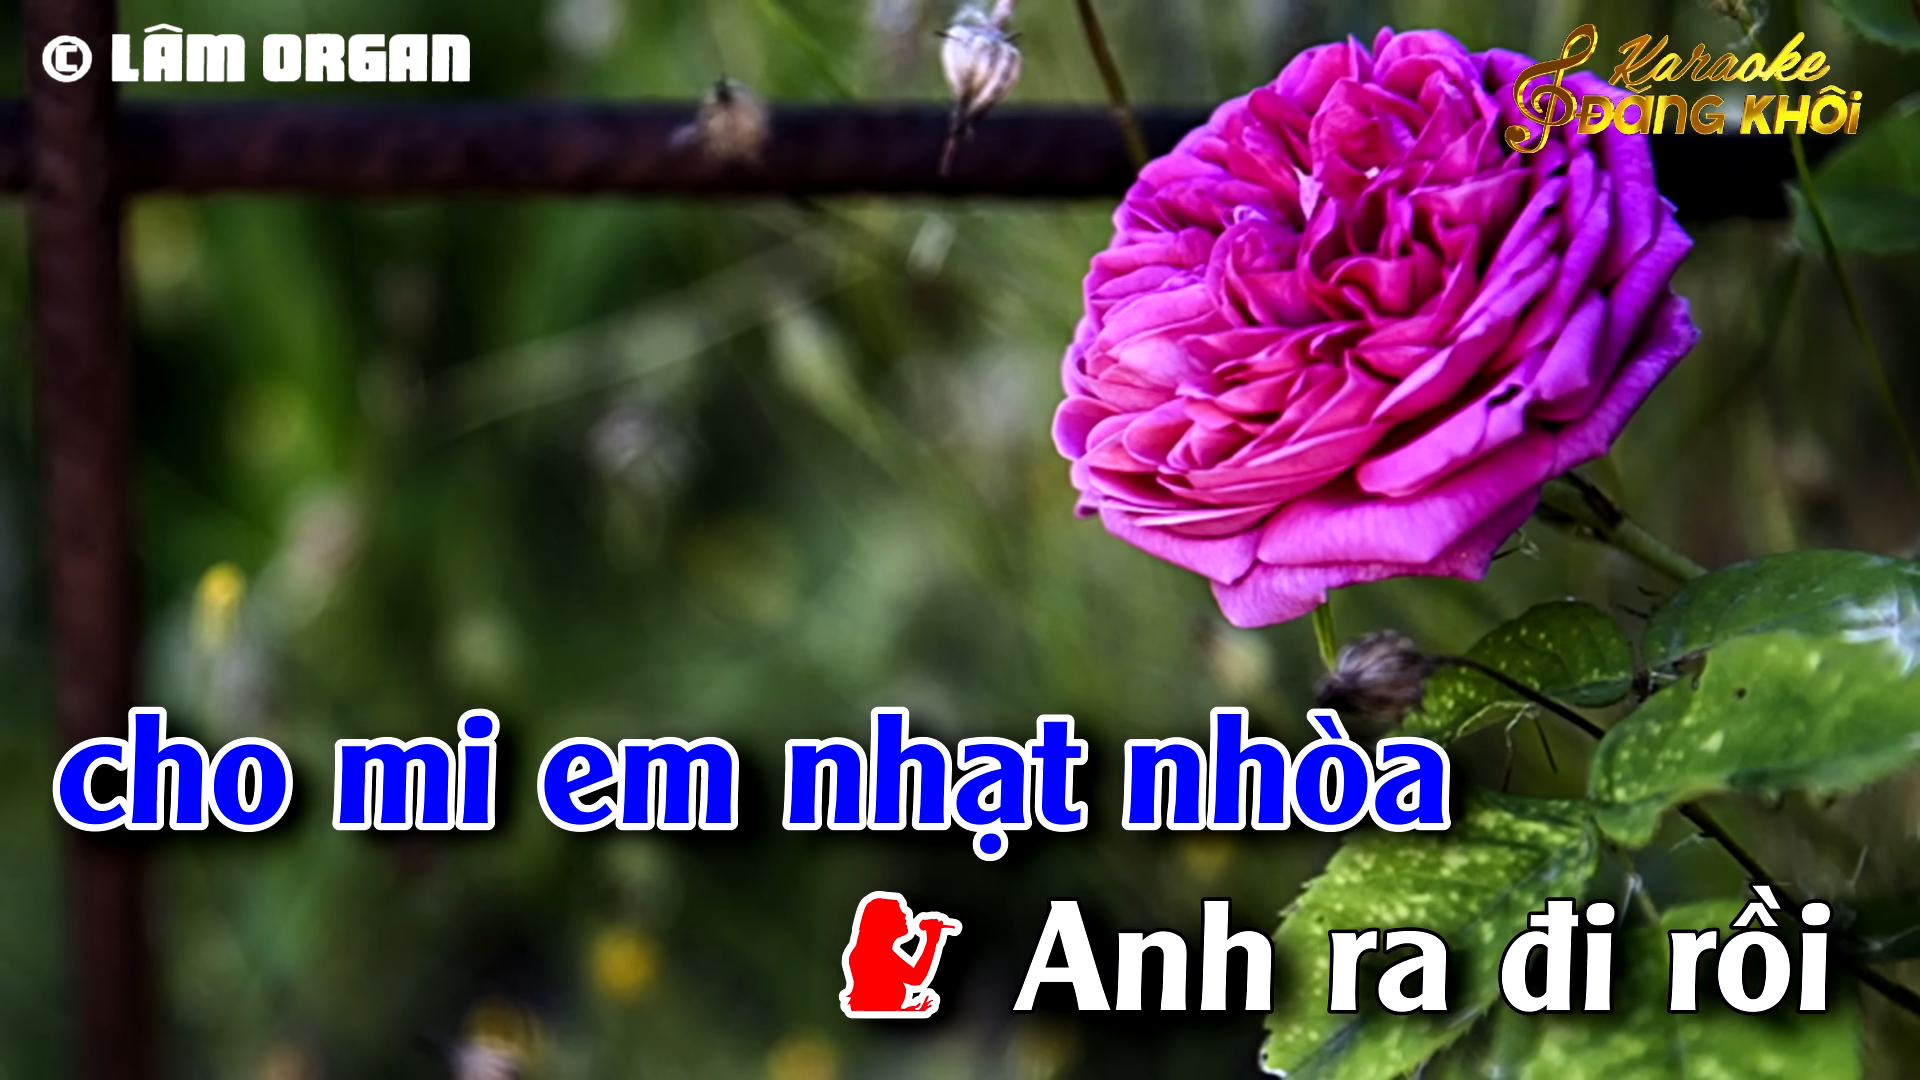 © LÂM ORGAN
Karaoke
ĐĂNG KHÔI
cho mi em nhạt nhòa
Anh ra đi rồi